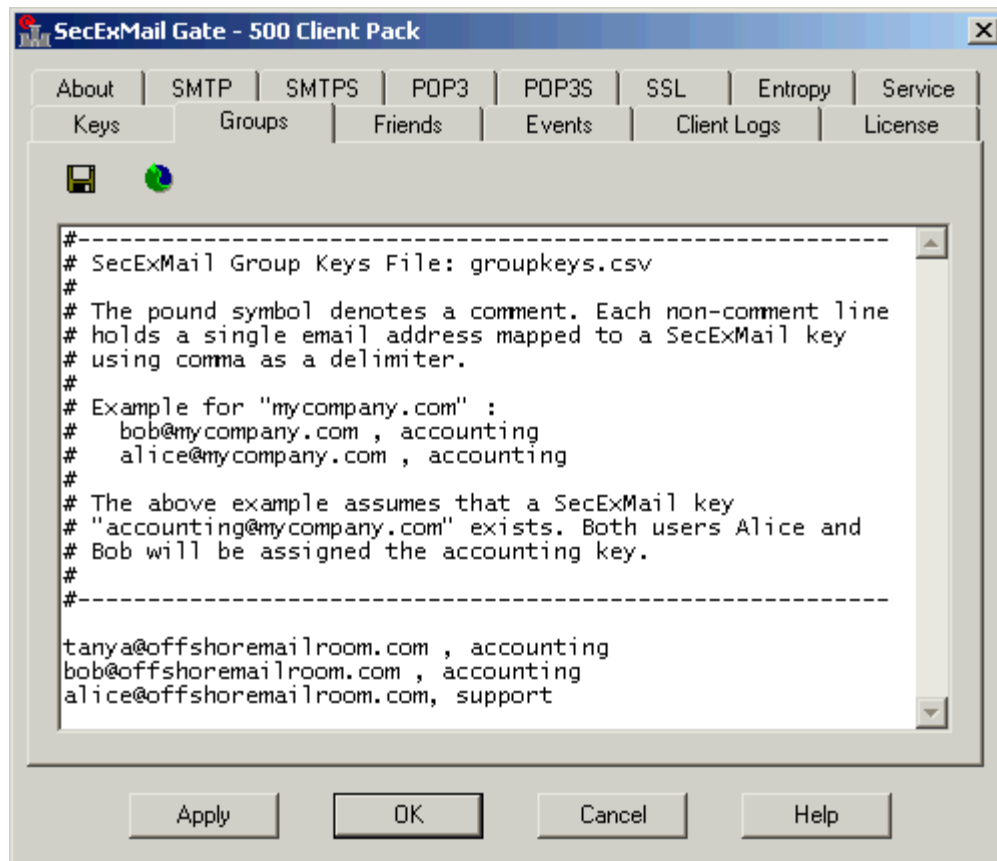 SecExMail Gate - 500 Client Pack
About SMTP SMTPS POP3 POP3S SSL Entropy Service
Keys Groups Friends Events Client Logs License
#----------------------------------------------------------
# SecExMail Group Keys File: groupkeys.csv
#
# The pound symbol denotes a comment. Each non-comment line
# holds a single email address mapped to a SecExMail key
# using comma as a delimiter.
#
# Example for "mycompany.com" :
#   bob@mycompany.com , accounting
#   alice@mycompany.com , accounting
#
# The above example assumes that a SecExMail key
# "accounting@mycompany.com" exists. Both users Alice and
# Bob will be assigned the accounting key.
#
#----------------------------------------------------------
tanya@offshoremailroom.com , accounting
bob@offshoremailroom.com , accounting
alice@offshoremailroom.com, support
Apply OK Cancel Help